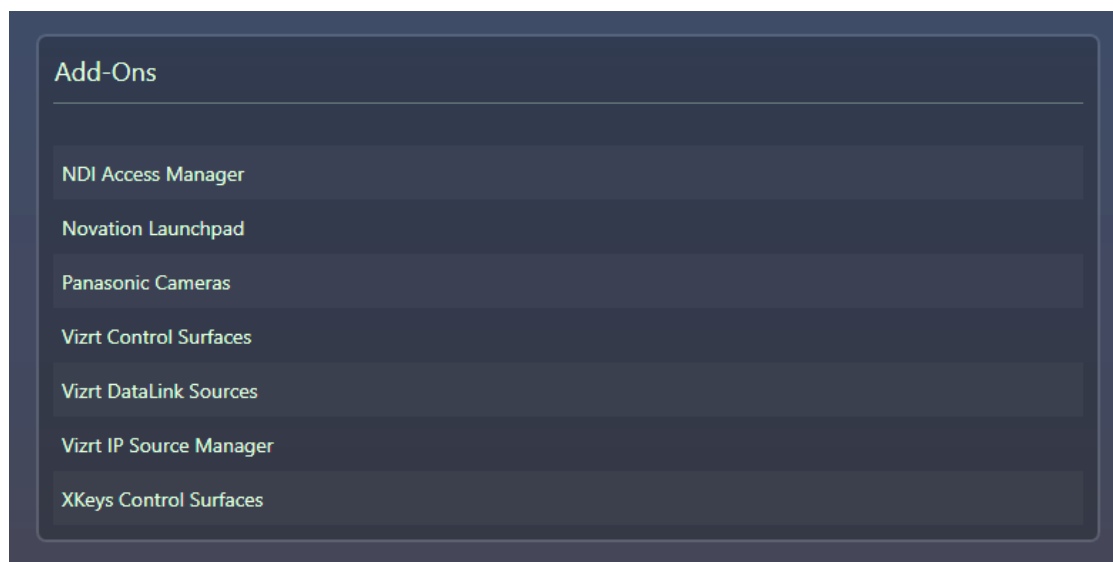 Add-Ons
NDI Access Manager
Novation Launchpad
Panasonic Cameras
Vizrt Control Surfaces
Vizrt DataLink Sources
Vizrt IP Source Manager
XKeys Control Surfaces